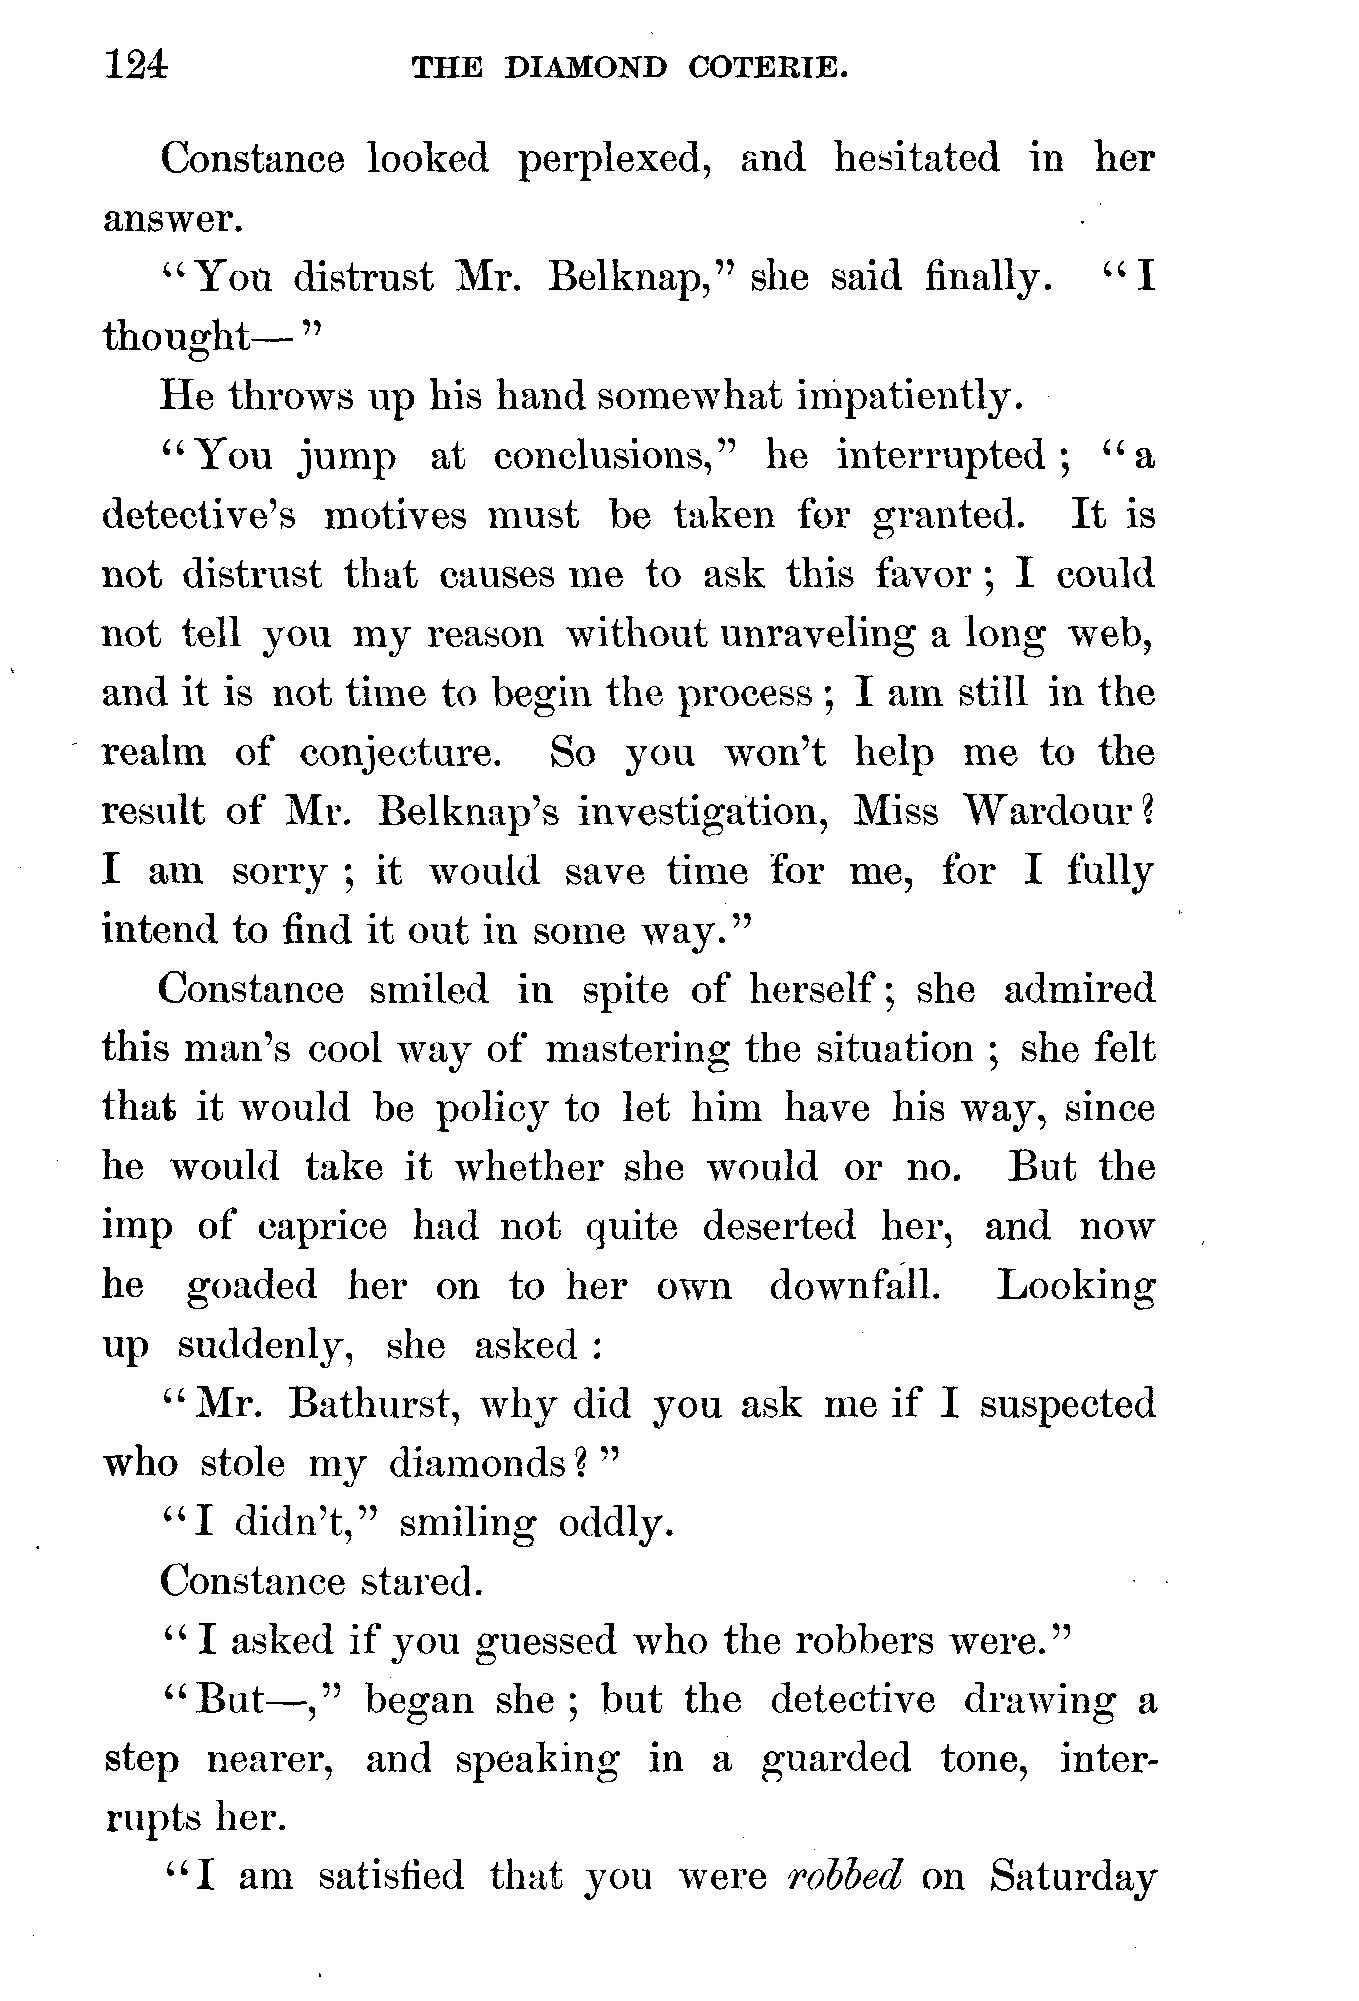 124 THE DIAMOND COTERIE.
Constance looked perplexed, and hesitated in her
answer.
“You distrust Mr. Belknap,” she said finally. “I
thought—”
He throws up his hand somewhat impatiently.
“You jump at conclusions,” he interrupted; “a
detective’s motives must be taken for granted. It is
not distrust that causes me to ask this favor; I could
not tell you my reason without unraveling a long web,
and it is not time to begin the process; I am still in the
realm of conjecture. So you won’t help me to the
result of Mr. Belknap’s investigation, Miss Wardour?
I am sorry; it would save time for me, for I fully
intend to find it out in some way.”
Constance smiled in spite of herself; she admired
this man’s cool way of mastering the situation; she felt
that it would be policy to let him have his way, since
he would take it whether she would or no. But the
imp of caprice had not quite deserted her, and now
he goaded her on to her own downfall. Looking
up suddenly, she asked:
“Mr. Bathurst, why did you ask me if I suspected
who stole my diamonds?”
“I didn’t,” smiling oddly.
Constance stared.
“I asked if you guessed who the robbers were.”
“But—,” began she; but the detective drawing a
step nearer, and speaking in a guarded tone, inter-
rupts her.
“I am satisfied that you were robbed on Saturday